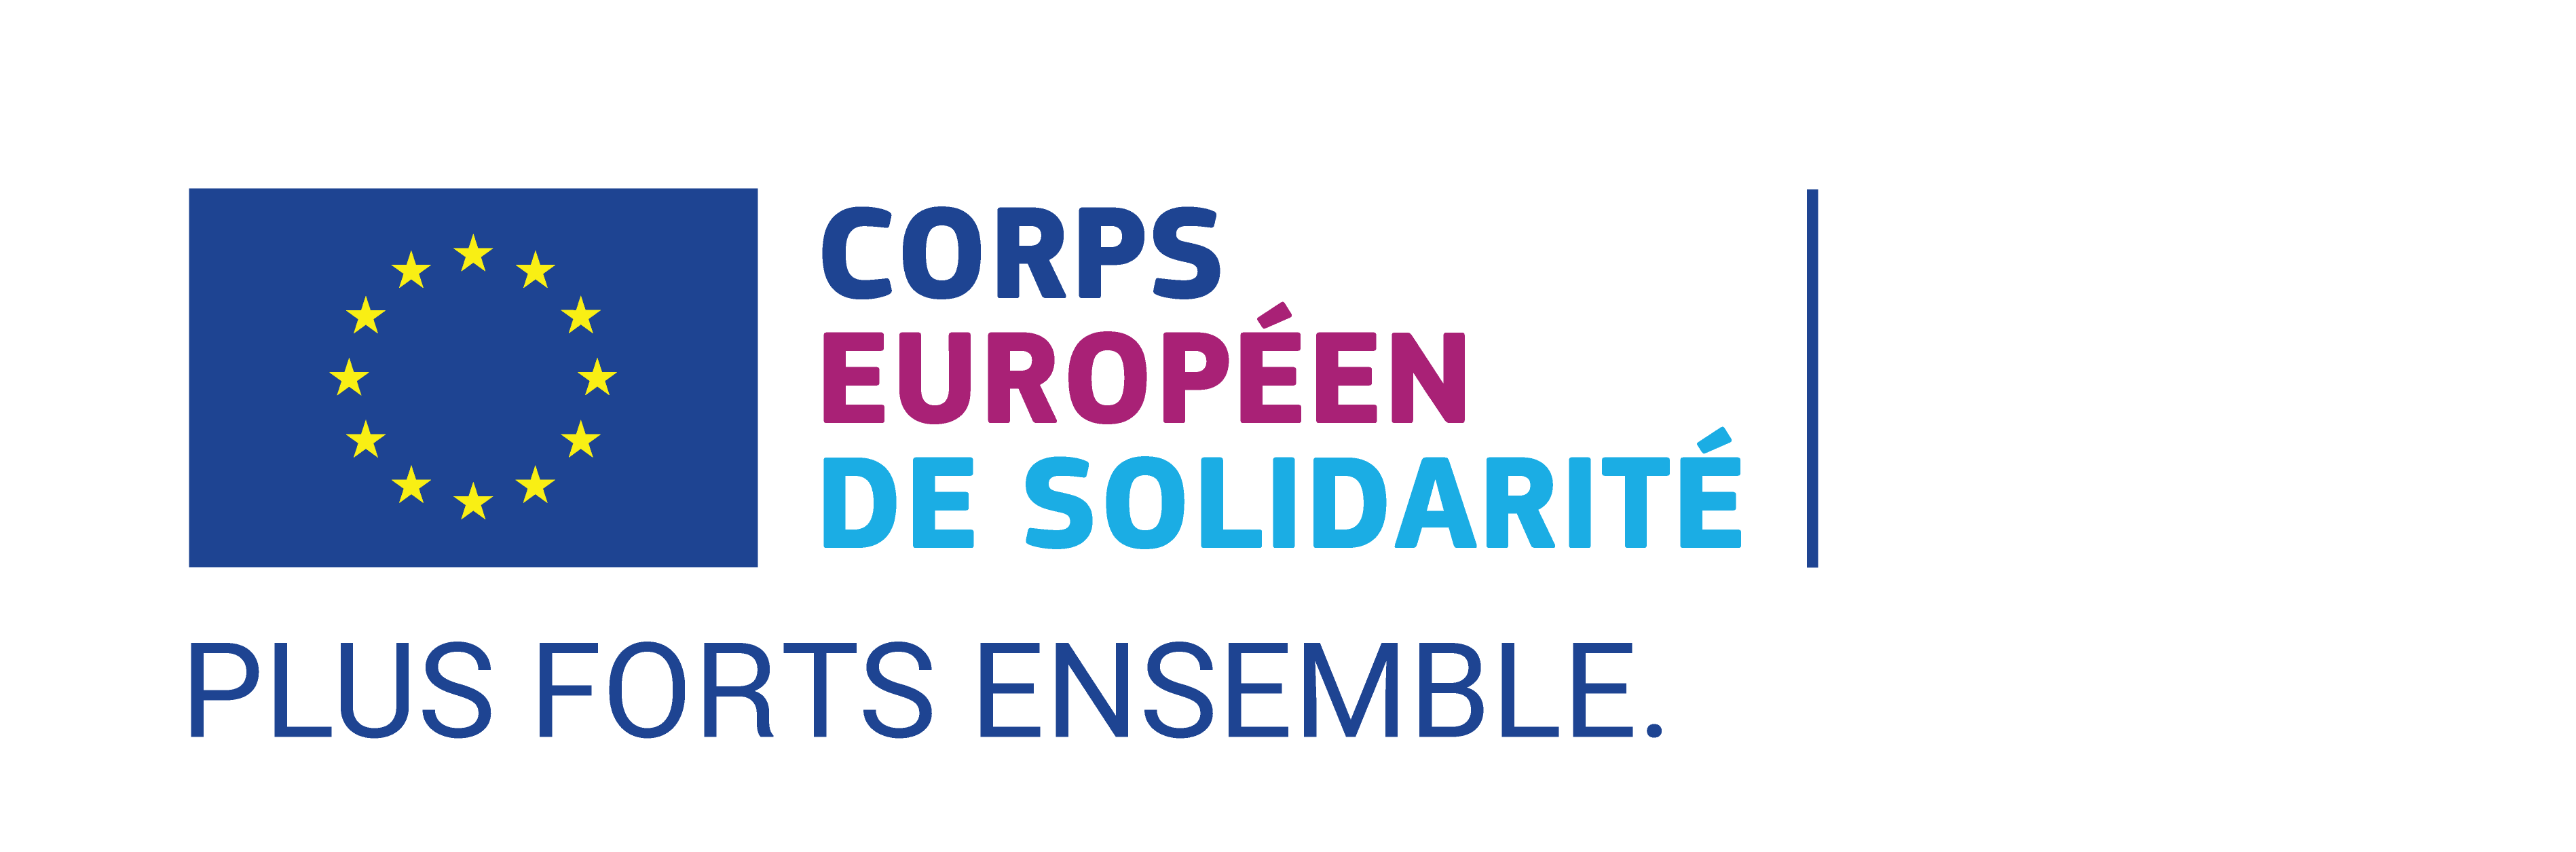 CORPS
EUROPÉEN
DE SOLIDARITÉ
PLUS FORTS ENSEMBLE.